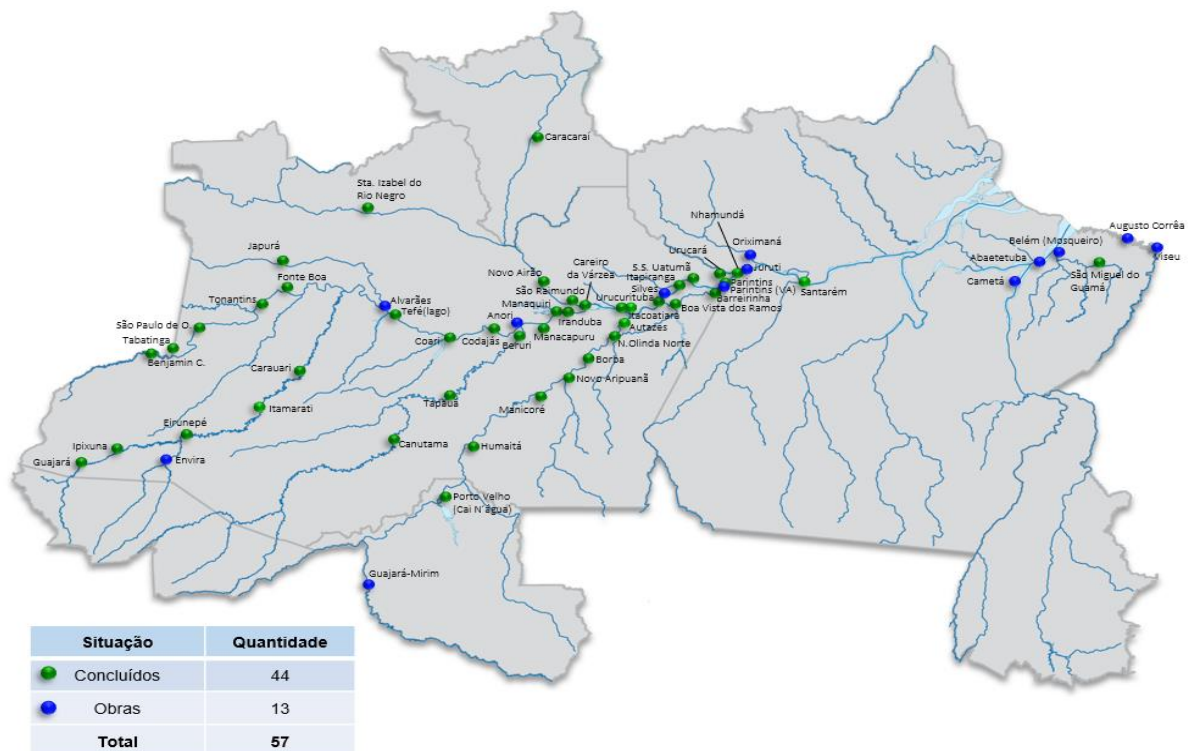 Caracaraí
Sta. Izabel do
Rio Negro
Nhamundá
Augusto Corrêa
Oriximaná
Belém (Mosqueiro)
Viseu
Japurá
Urucará
Abaetetuba
Careiro
da Várzea
S.S. Uatumã
Juruti
São Miguel do
Guamá
Fonte Boa
Novo Airão
Itapiranga
Parintins
Cametá
Santarém
São Raimundo
Silves
Parintins (VA)
Tonantins
Alvarães
Manaquiri
Urucurituba
Barreirinha
Tefé(lago)
Anori
Iranduba
Itacoatiara
Boa Vista dos Ramos
São Paulo de O.
Autazes
Tabatinga
Coari
Codajás
Beruri
Manacapuru
N.Olinda Norte
Benjamin C.
Borba
Carauari
Novo Aripuanã
Tapauá
Manicoré
Itamarati
Eirunepé
Canutama
Humaitá
Ipixuna
Guajará
Envira
Porto Velho
(Cai N´água)
Guajará-Mirim
Situação Quantidade
Concluídos 44
Obras 13
Total 57